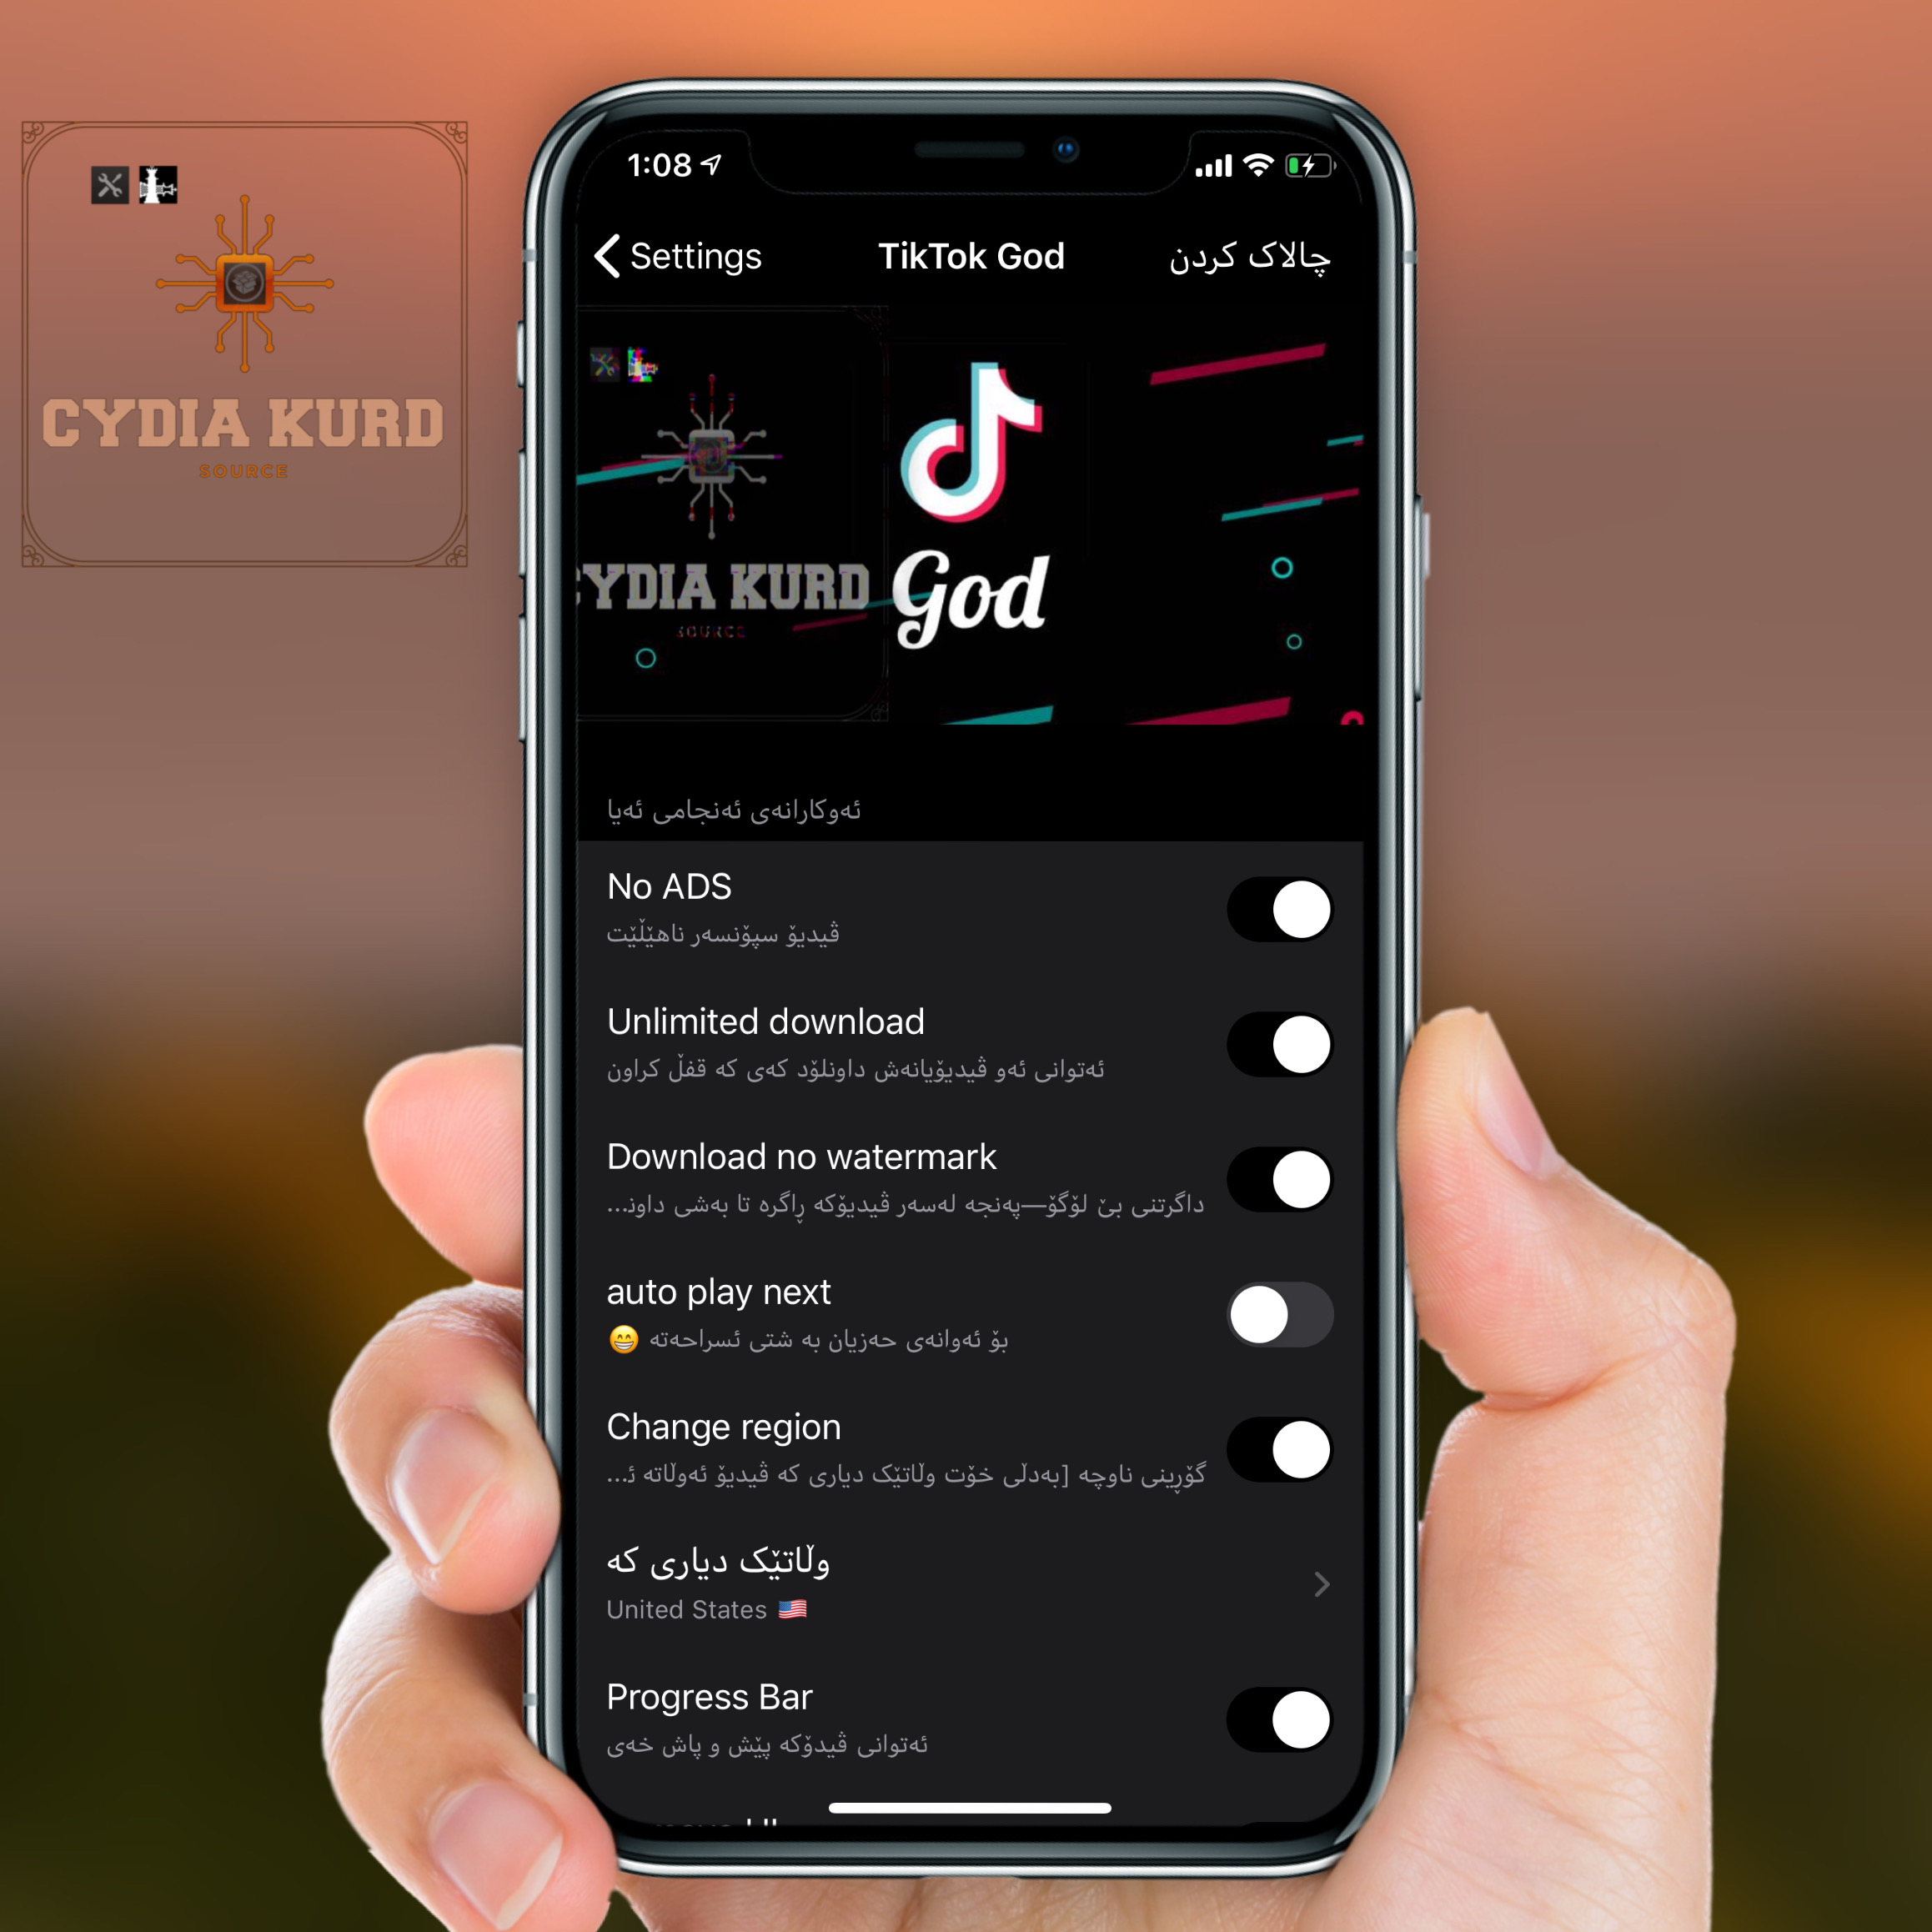 CYDIA KURD
SOURCE
1:08
Settings
TikTok God
چالاک کردن
YDIA KURD
SOURCE
God
ئەوکارانەی ئەنجامی ئەیا
No ADS
ڤیدیۆ سپۆنسەر ناهێڵێت
Unlimited download
ئەتوانی ئەو ڤیدیۆیانەش داونلۆد کەی کە قفڵ کراون
Download no watermark
داگرتنی بێ لۆگۆ—پەنجە لەسەر ڤیدیۆکە ڕاگرە تا بەشی داونـ...
auto play next
بۆ ئەوانەی حەزیان بە شتی ئسراحەتە 😁
Change region
گۆڕینی ناوچە [بەدڵی خۆت وڵاتێک دیاری کە ڤیدیۆ ئەوڵاتە ئـ...
وڵاتێک دیاری کە
United States 🇺🇸
Progress Bar
ئەتوانی ڤیدۆکە پێش و پاش خەی